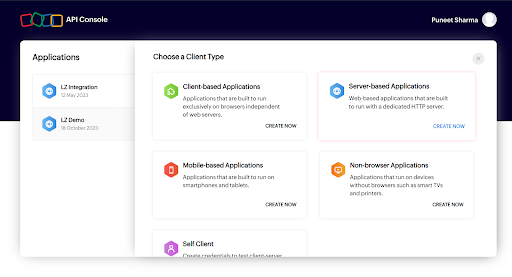 API Console
Puneet Sharma
Applications
LZ Integration
12 May 2023
LZ Demo
16 October 2023
Choose a Client Type
Client-based Applications
Applications that are built to run
exclusively on browsers independent
of web servers.
CREATE NOW
Server-based Applications
Web-based applications that are built
to run with a dedicated HTTP server.
CREATE NOW
Mobile-based Applications
Applications that are built to run on
smartphones and tablets.
CREATE NOW
Non-browser Applications
Applications that run on devices
without browsers such as smart TVs
and printers.
CREATE NOW
Self Client
Create credentials to test client-server